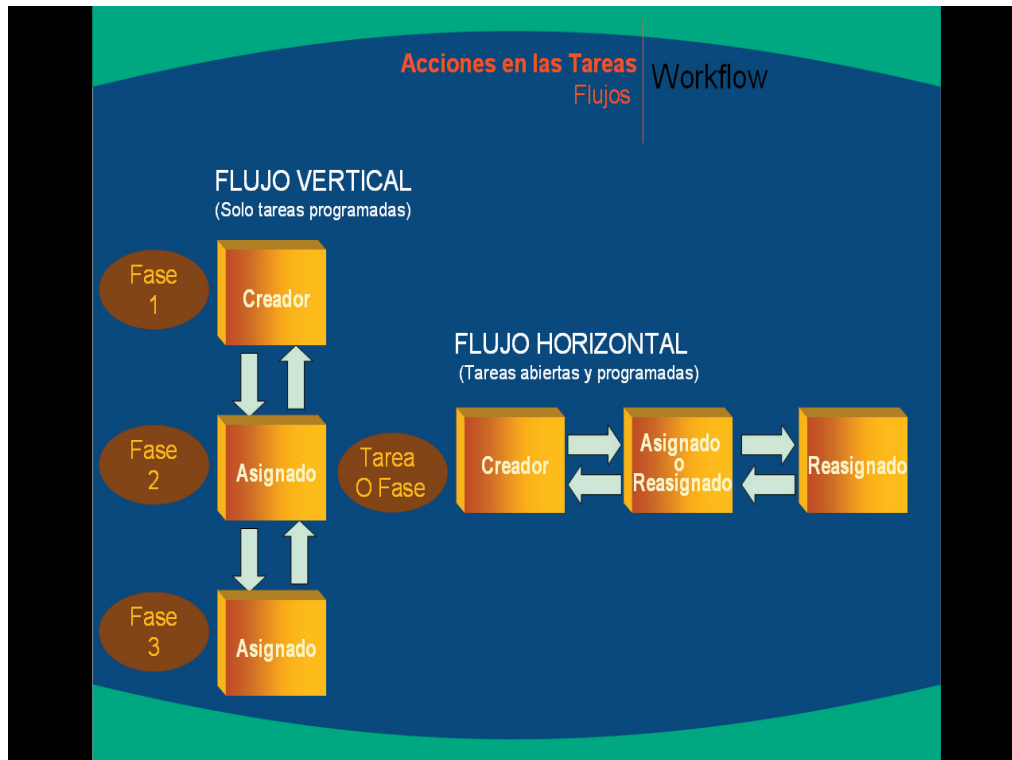 Acciones en las Tareas
Flujos
Workflow
FLUJO VERTICAL
(Solo tareas programadas)
Fase
1
Creador
Fase
2
Asignado
Fase
3
Asignado
FLUJO HORIZONTAL
(Tareas abiertas y programadas)
Tarea
O Fase
Creador
Asignado
o
Reasignado
Reasignado